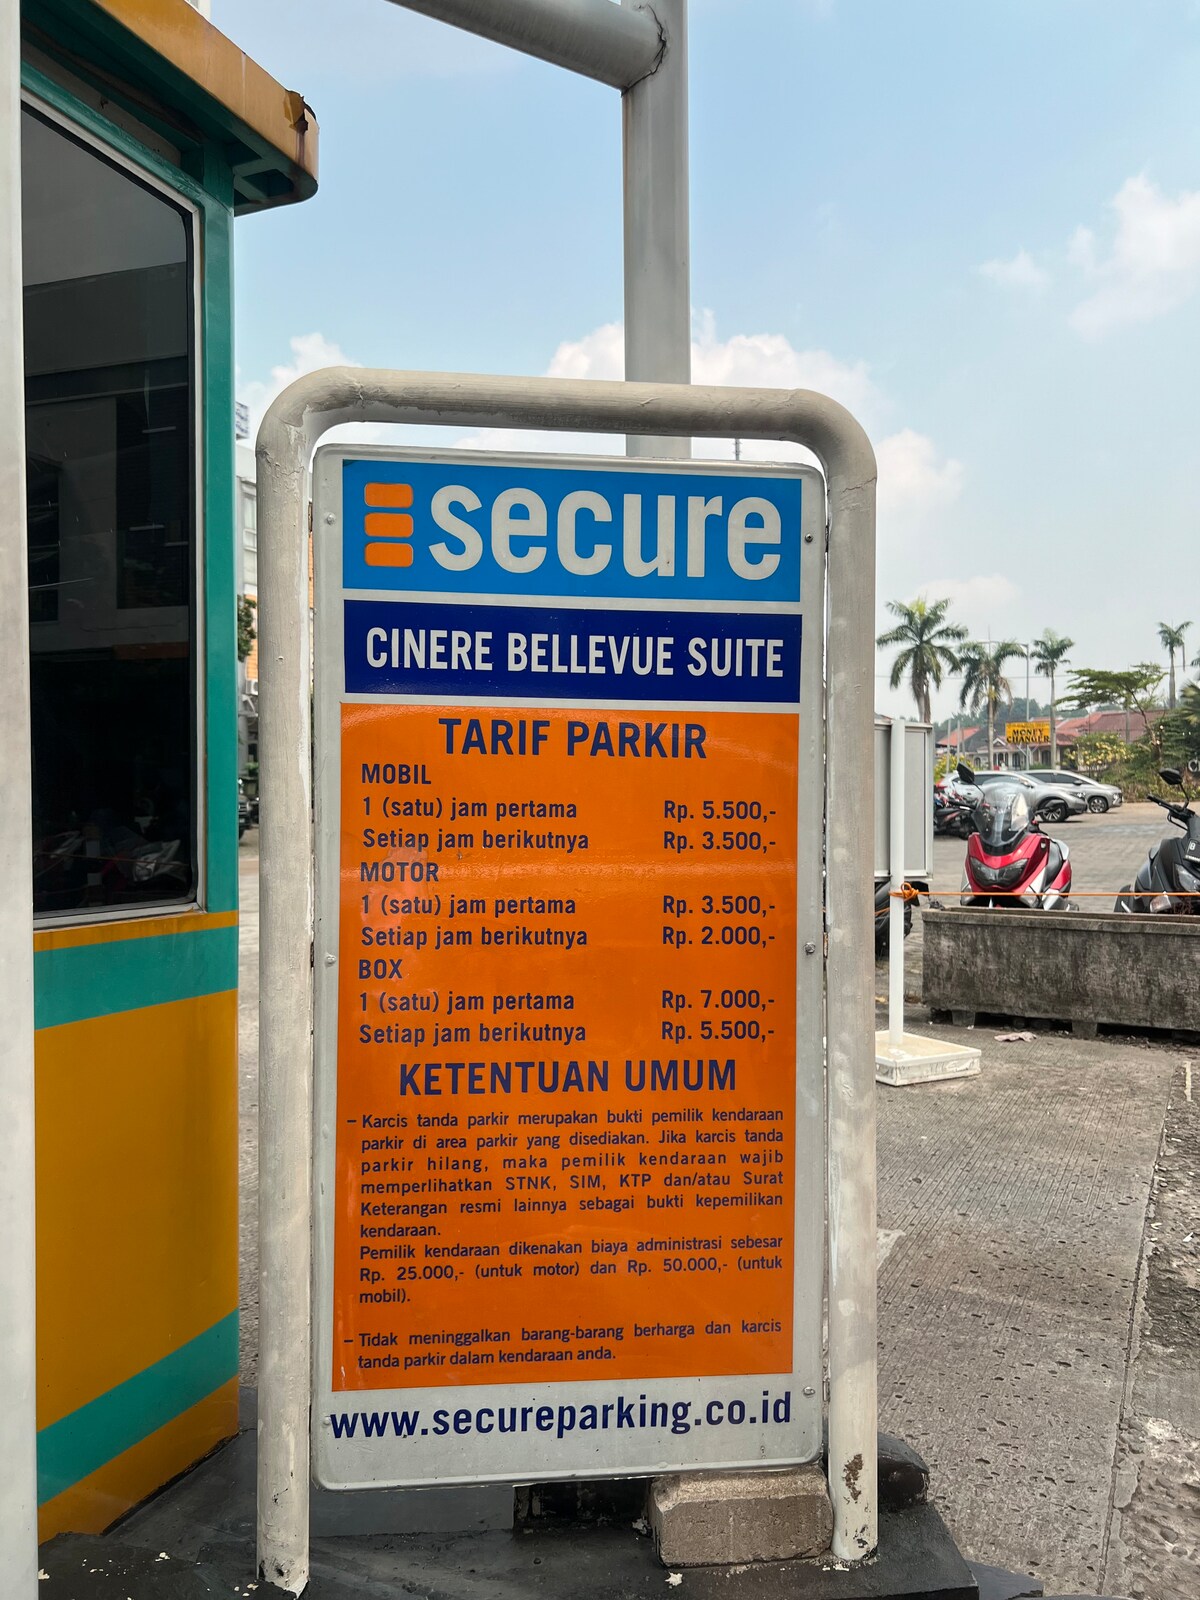 secure
CINERE BELLEVUE SUITE
TARIF PARKIR
MOBIL
1 (satu) jam pertama Rp. 5.500,-
Setiap jam berikutnya Rp. 3.500,-
MOTOR
1 (satu) jam pertama Rp. 3.500,-
Setiap jam berikutnya Rp. 2.000,-
BOX
1 (satu) jam pertama Rp. 7.000,-
Setiap jam berikutnya Rp. 5.500,-
KETENTUAN UMUM
– Karcis tanda parkir merupakan bukti pemilik kendaraan
parkir di area parkir yang disediakan. Jika karcis tanda
parkir hilang, maka pemilik kendaraan wajib
memperlihatkan STNK, SIM, KTP dan/atau Surat
Keterangan resmi lainnya sebagai bukti kepemilikan
kendaraan.
Pemilik kendaraan dikenakan biaya administrasi sebesar
Rp. 25.000,- (untuk motor) dan Rp. 50.000,- (untuk
mobil).
– Tidak meninggalkan barang-barang berharga dan karcis
tanda parkir dalam kendaraan anda.
www.secureparking.co.id
MONEY
CHANGER